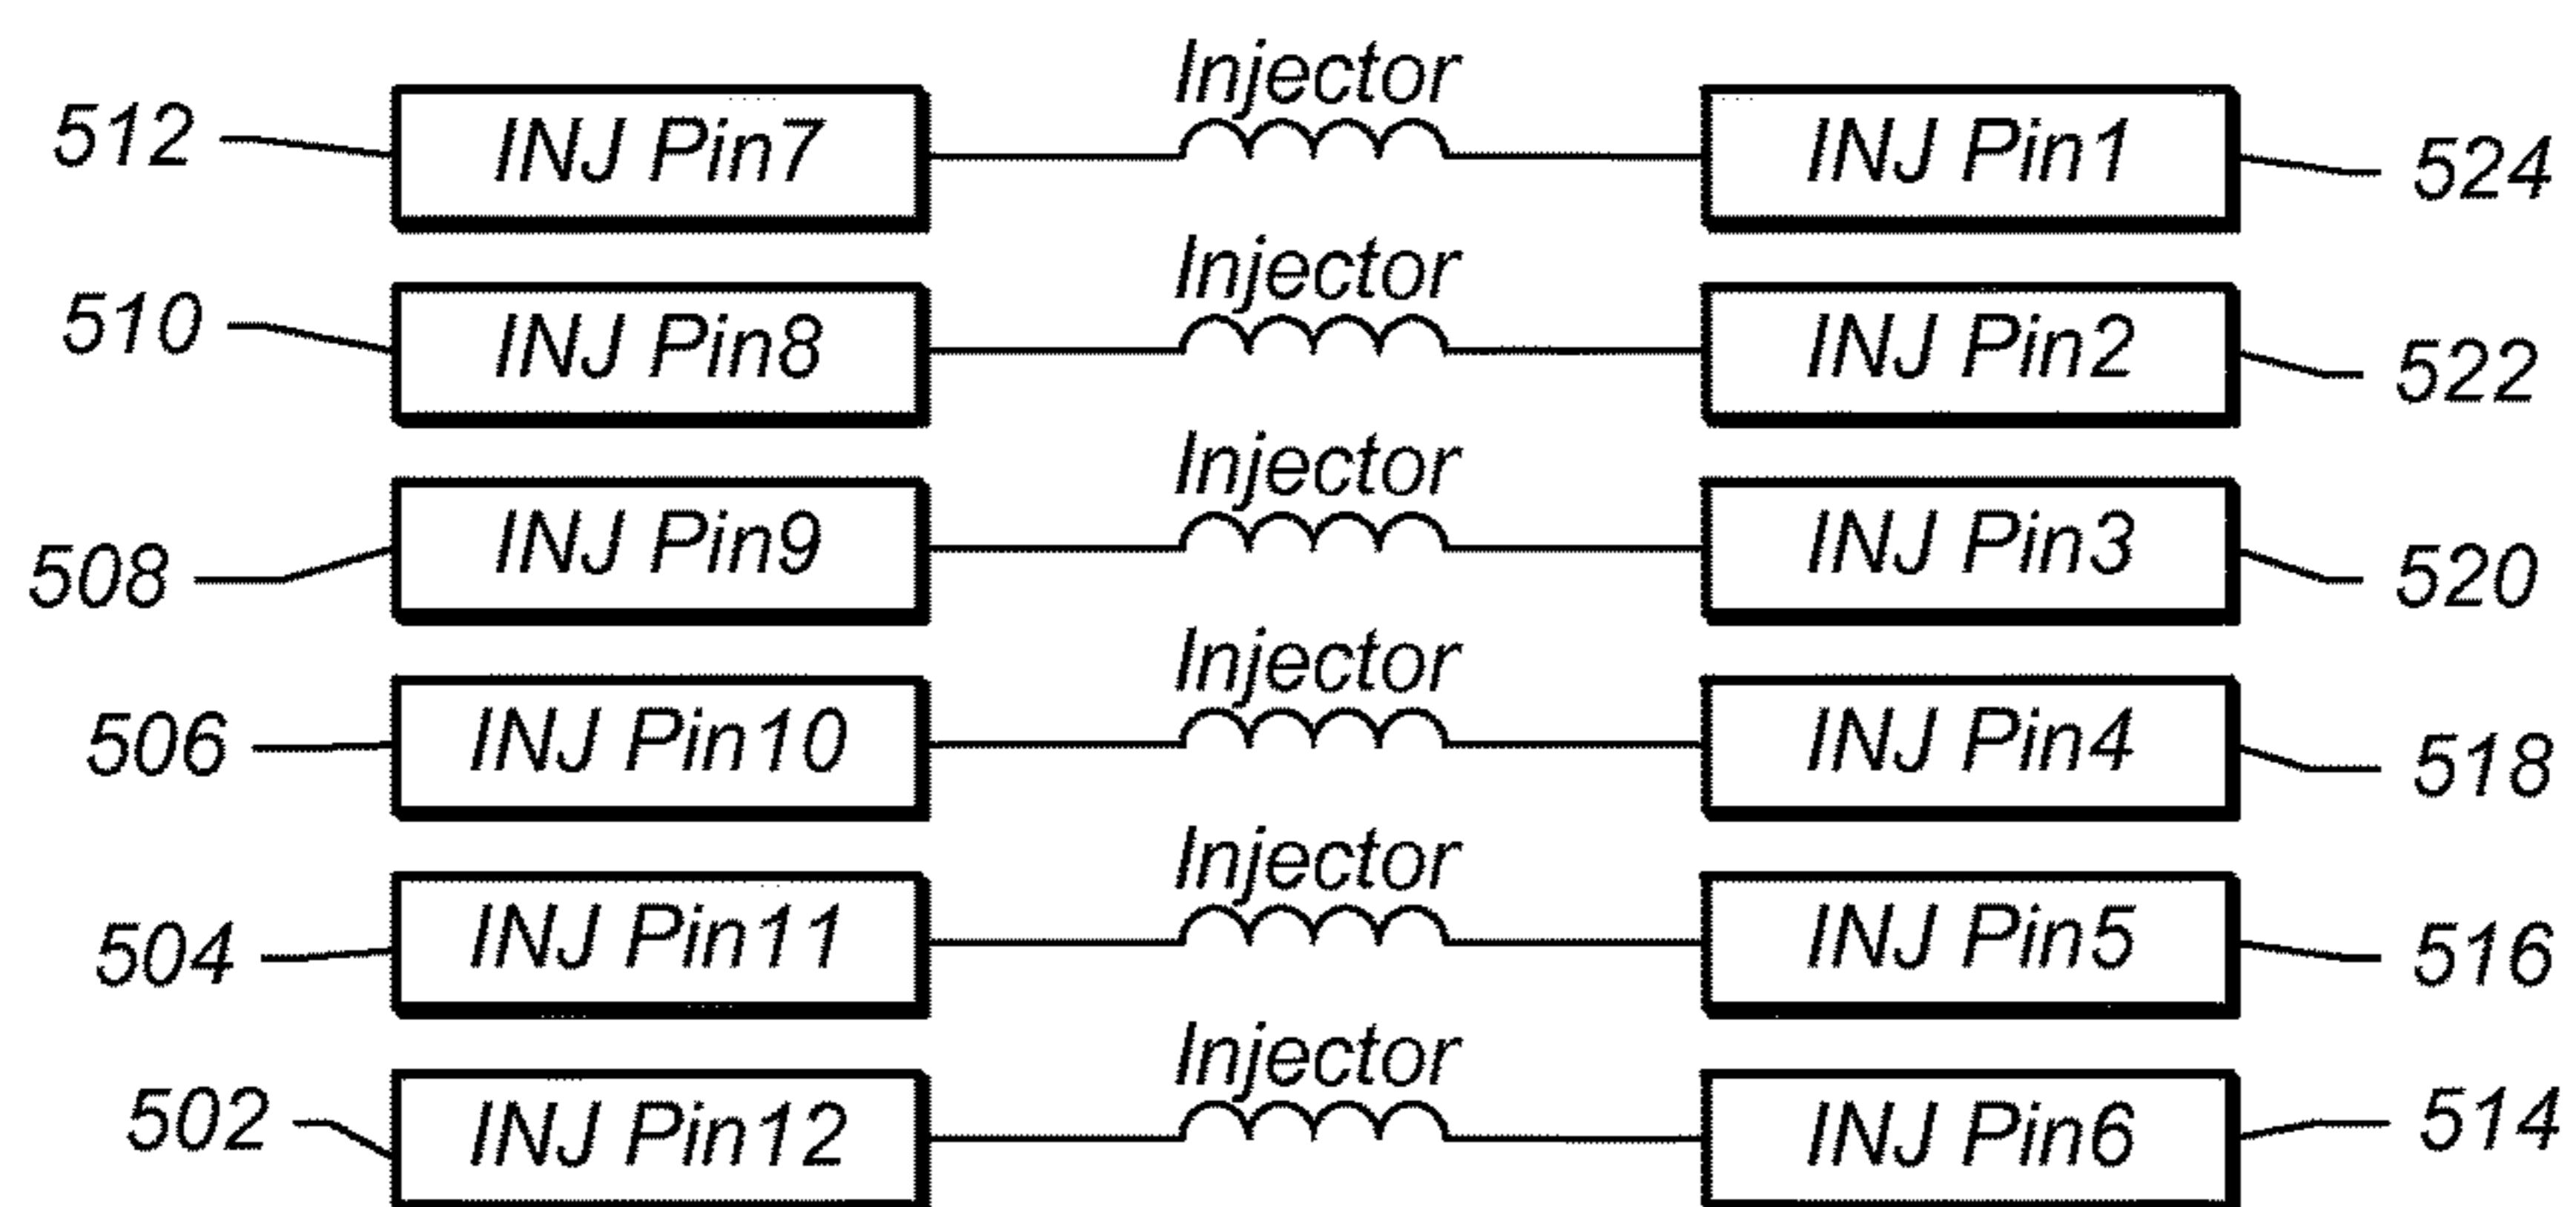 Injector
512 INJ Pin7 INJ Pin1 524
Injector
510 INJ Pin8 INJ Pin2 522
Injector
508 INJ Pin9 INJ Pin3 520
Injector
506 INJ Pin10 INJ Pin4 518
Injector
504 INJ Pin11 INJ Pin5 516
Injector
502 INJ Pin12 INJ Pin6 514